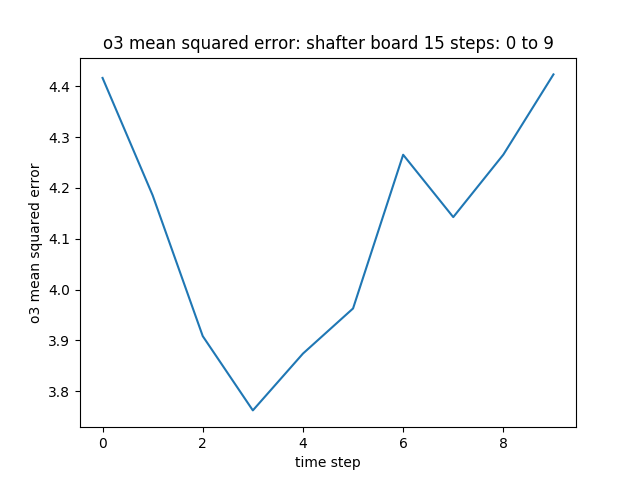 o3 mean squared error: shafter board 15 steps: 0 to 9
4.4
4.3
4.2
4.1
4.0
3.9
3.8
o3 mean squared error
0 2 4 6 8
time step